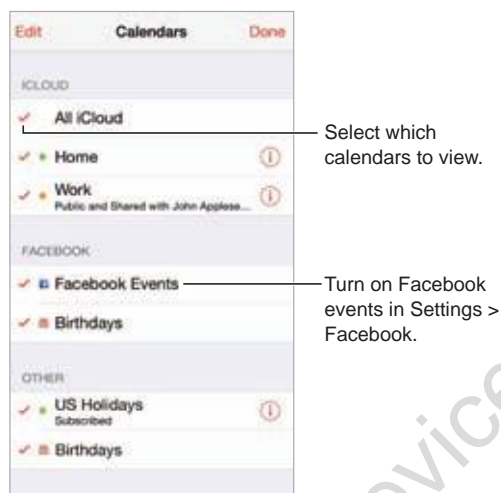 Edit Calendars Done
ICLOUD
All iCloud
Home
Work
Public and Shared with John Applese...
FACEBOOK
Facebook Events
Birthdays
OTHER
US Holidays
Subscribed
Birthdays
Select which
calendars to view.
Turn on Facebook
events in Settings >
Facebook.